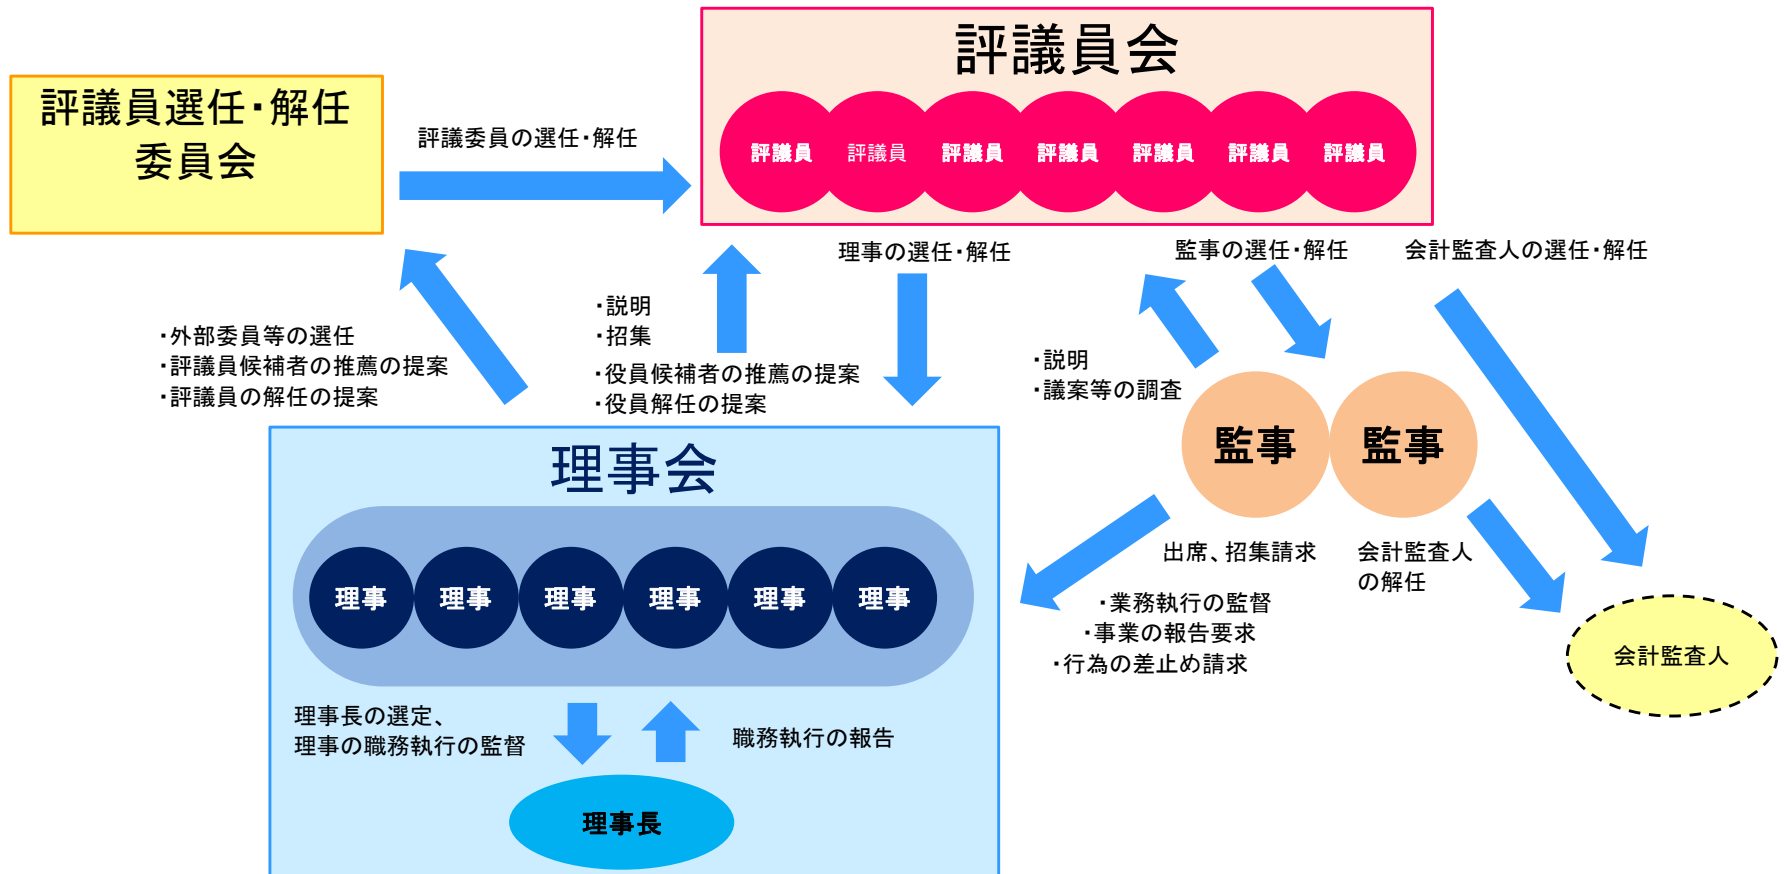 評議員会
評議員 評議員 評議員 評議員 評議員 評議員 評議員
評議員選任・解任
委員会
評議委員の選任・解任
理事の選任・解任
監事の選任・解任
会計監査人の選任・解任
・外部委員等の選任
・評議員候補者の推薦の提案
・評議員の解任の提案
・説明
・招集
・役員候補者の推薦の提案
・役員解任の提案
・説明
・議案等の調査
監事 監事
理事会
理事 理事 理事 理事 理事 理事
出席、招集請求
・業務執行の監督
・事業の報告要求
・行為の差止め請求
会計監査人
の解任
会計監査人
理事長の選定、
理事の職務執行の監督
職務執行の報告
理事長